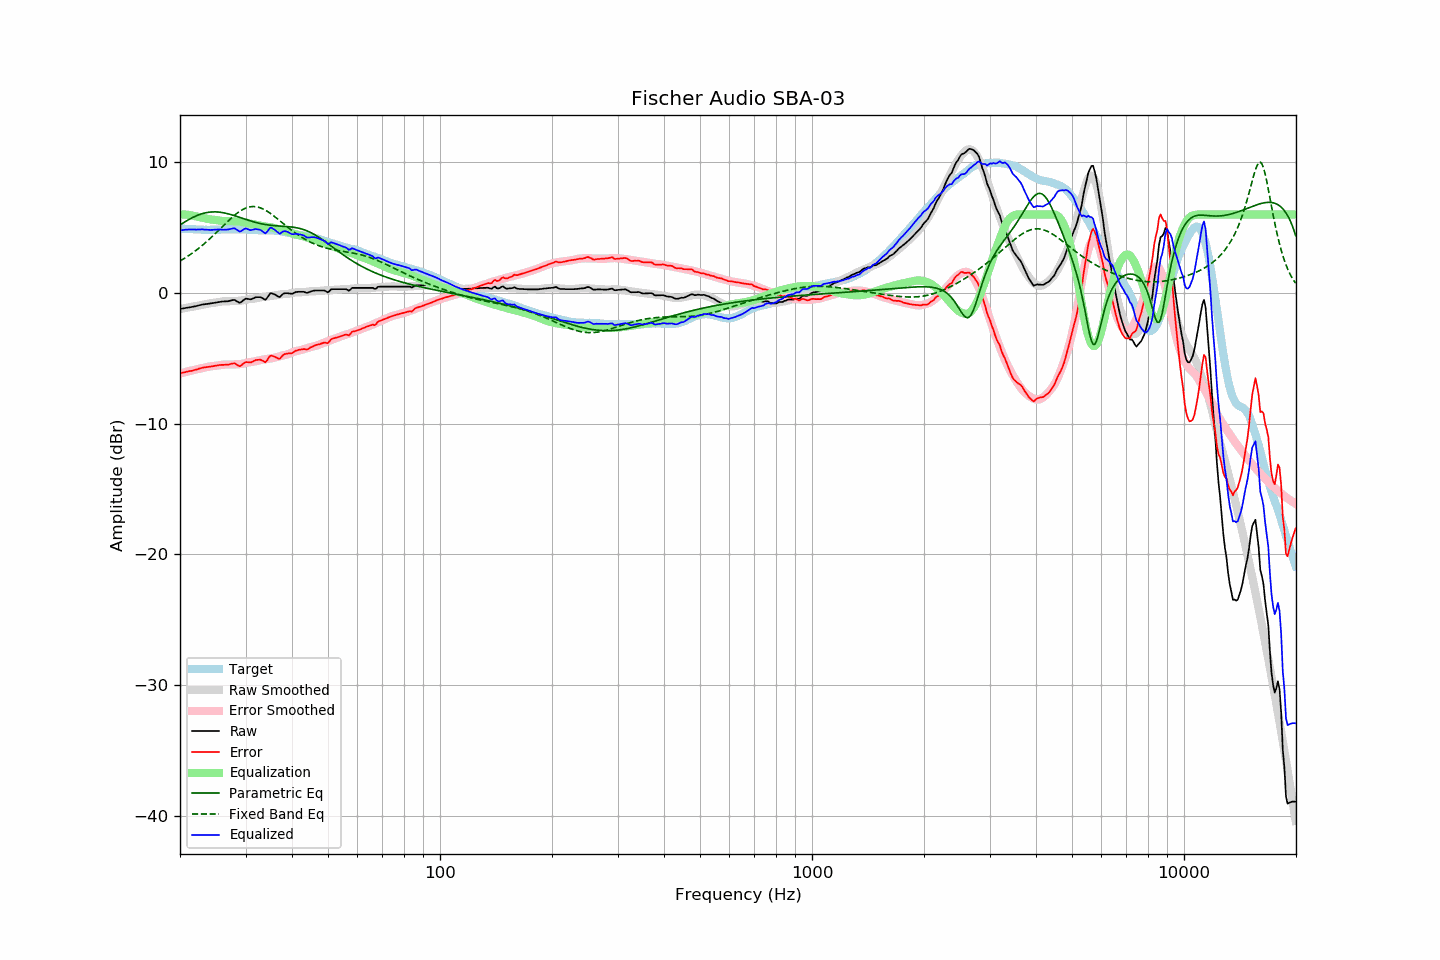 Fischer Audio SBA-03
10
0
−10
−20
−30
−40
Amplitude (dBr)
Target
Raw Smoothed
Error Smoothed
Raw
Error
Equalization
Parametric Eq
Fixed Band Eq
Equalized
100
1000
10000
Frequency (Hz)